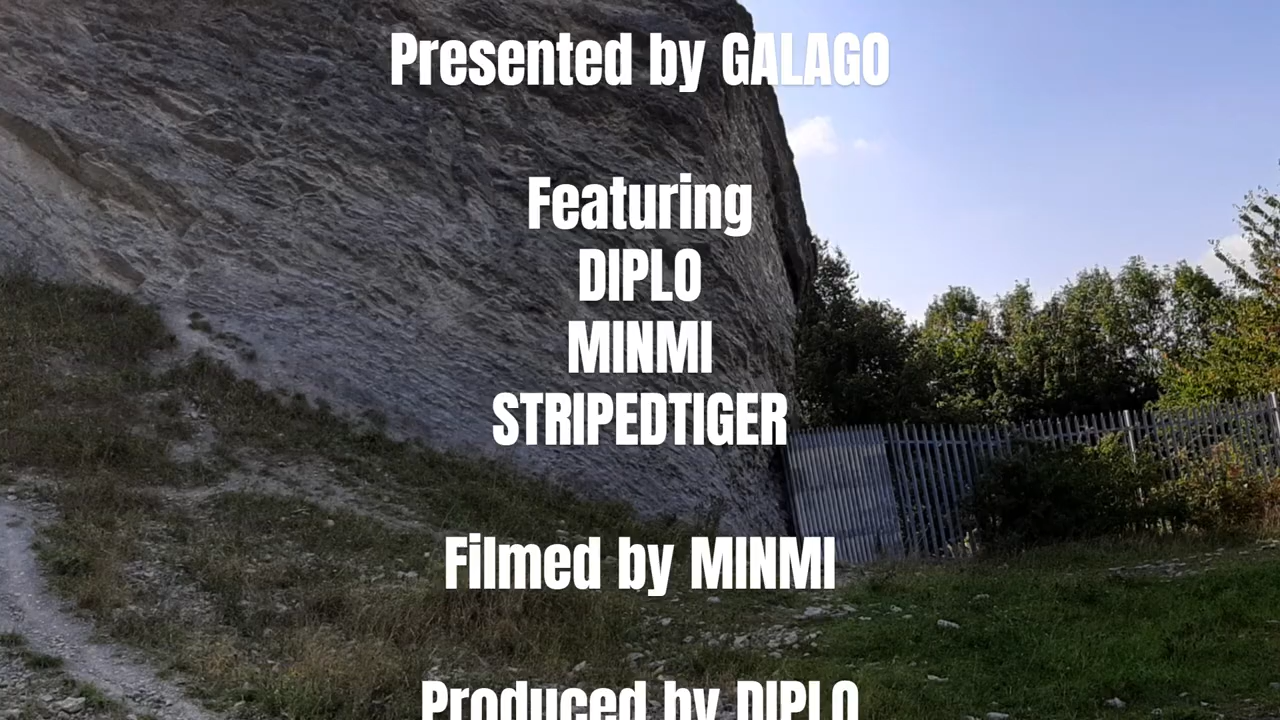 Presented by GALAGO
Featuring
DIPLO
MINMI
STRIPEDTIGER
Filmed by MINMI
Produced by DIPLO